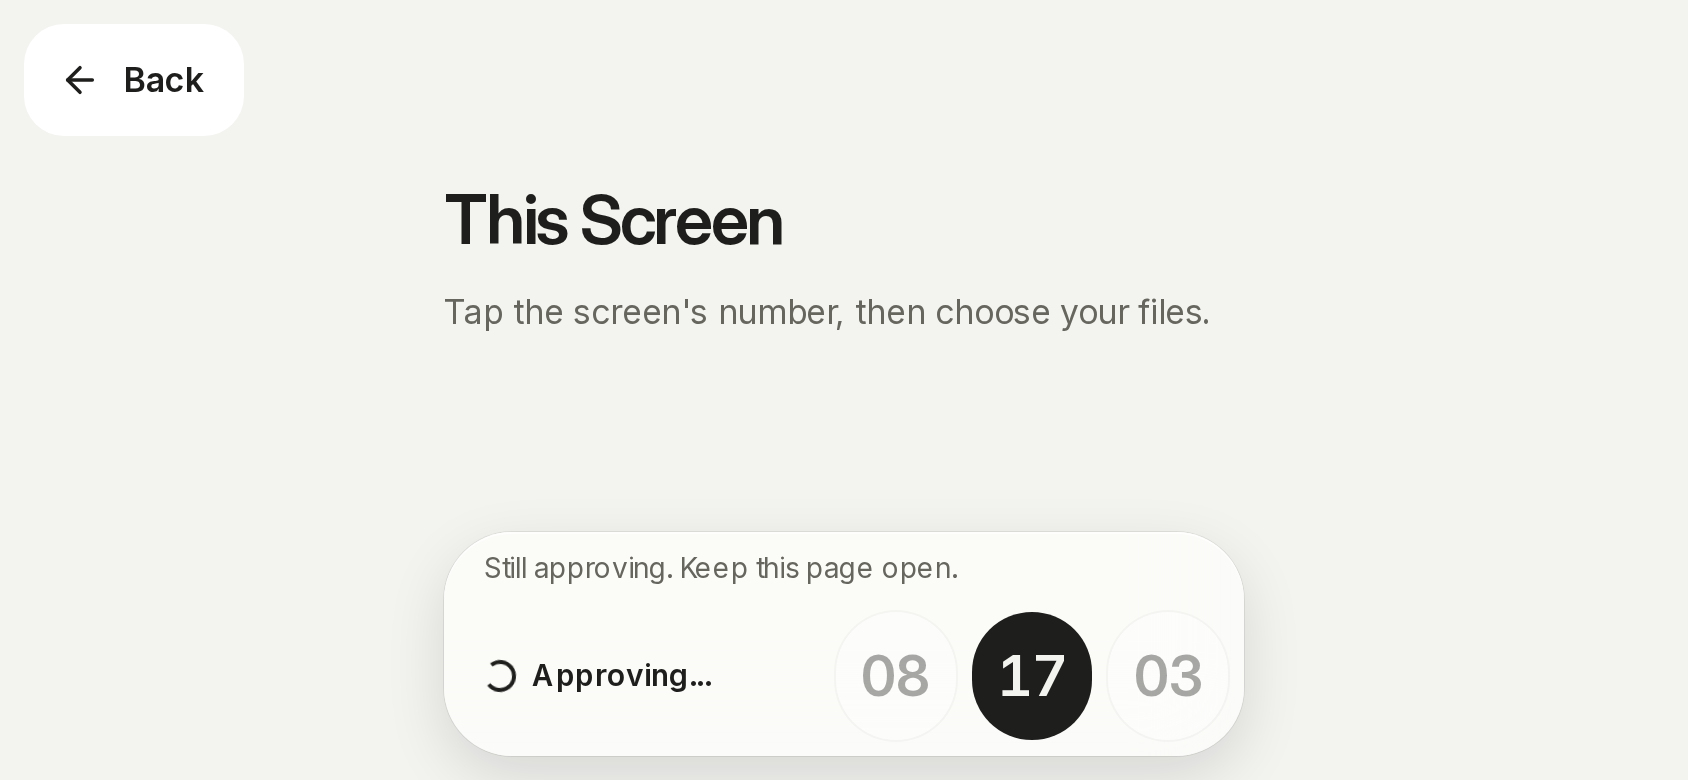 Back
This Screen
Tap the screen's number, then choose your files.
Still approving. Keep this page open.
Approving... 08 17 03